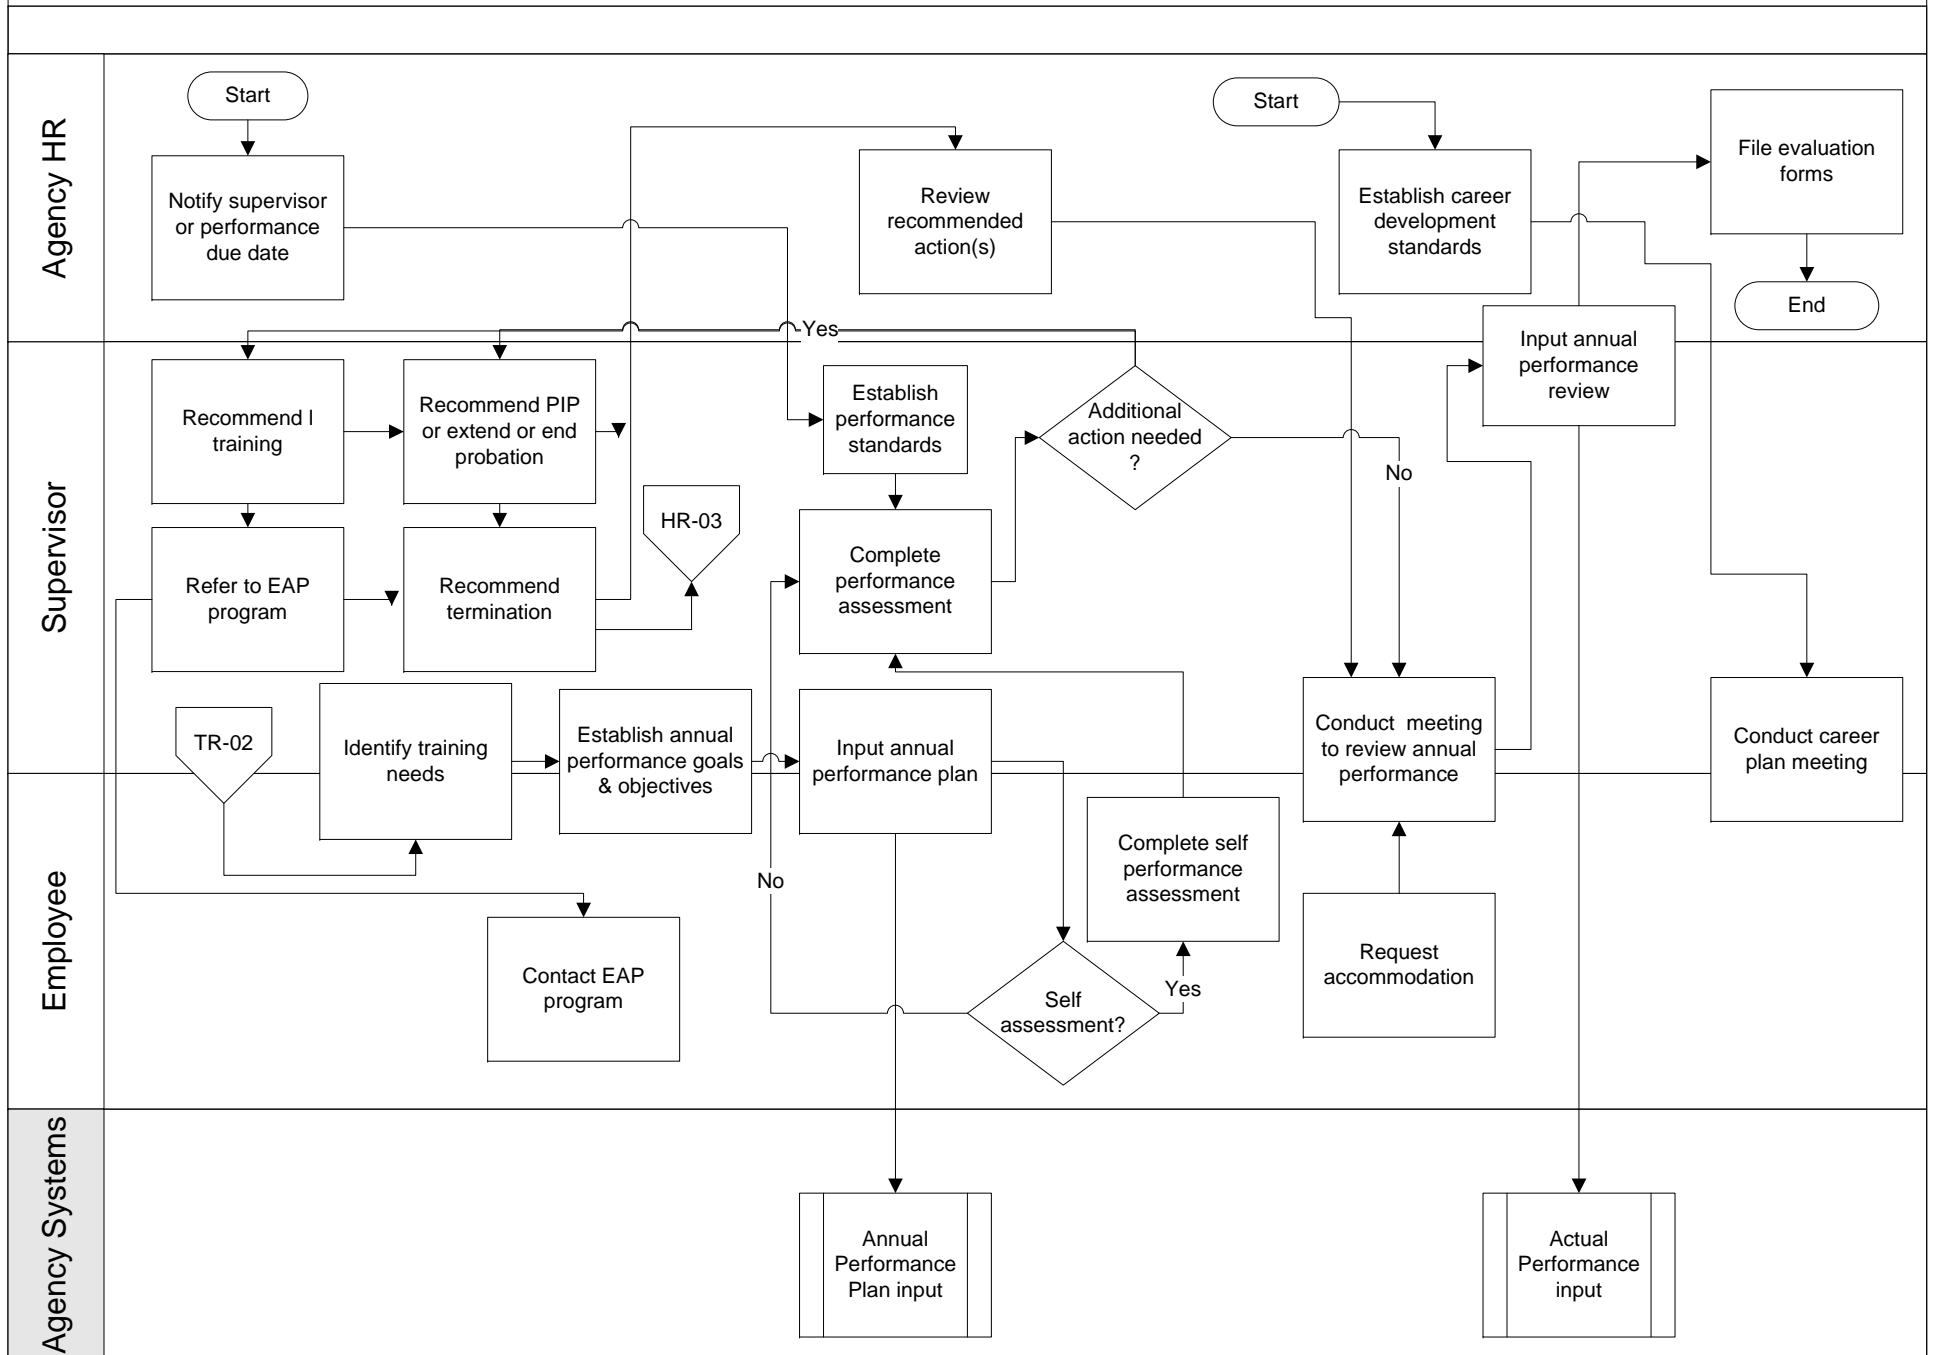 Agency HR
Start
Notify supervisor
or performance
due date
Review
recommended
action(s)
Start
Establish career
development
standards
File evaluation
forms
End
Input annual
performance
review
Yes
Supervisor
Recommend l
training
Recommend PIP
or extend or end
probation
Establish
performance
standards
Additional
action needed
?
No
HR-03
Refer to EAP
program
Recommend
termination
Complete
performance
assessment
TR-02
Identify training
needs
Establish annual
performance goals
& objectives
Input annual
performance plan
Conduct  meeting
to review annual
performance
Conduct career
plan meeting
Employee
No
Complete self
performance
assessment
Contact EAP
program
Self
assessment?
Yes
Request
accommodation
Agency Systems
Annual
Performance
Plan input
Actual
Performance
input